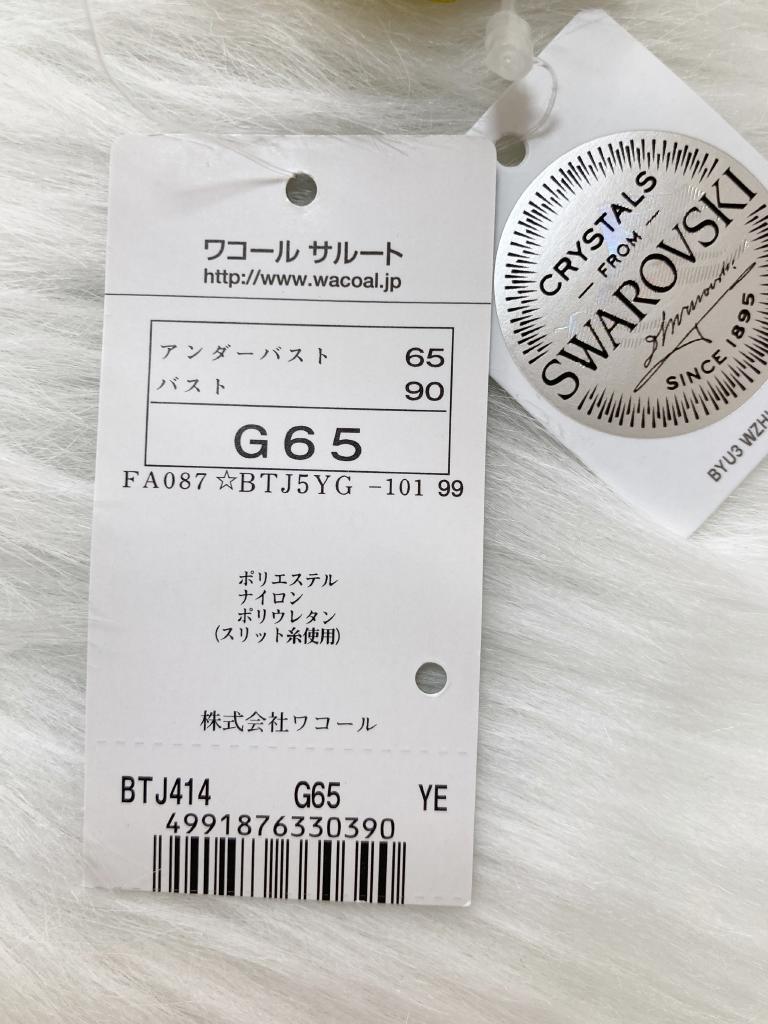 ワコール サルート
http://www.wacoal.jp
アンダーバスト 65
バスト 90
G65
FA087☆BTJ5YG -101 99
ポリエステル
ナイロン
ポリウレタン
(スリット糸使用)
株式会社ワコール
BTJ414 G65 YE
4991876330390
CRYSTALS
— FROM —
SWAROVSKI
SINCE 1895
BYU3